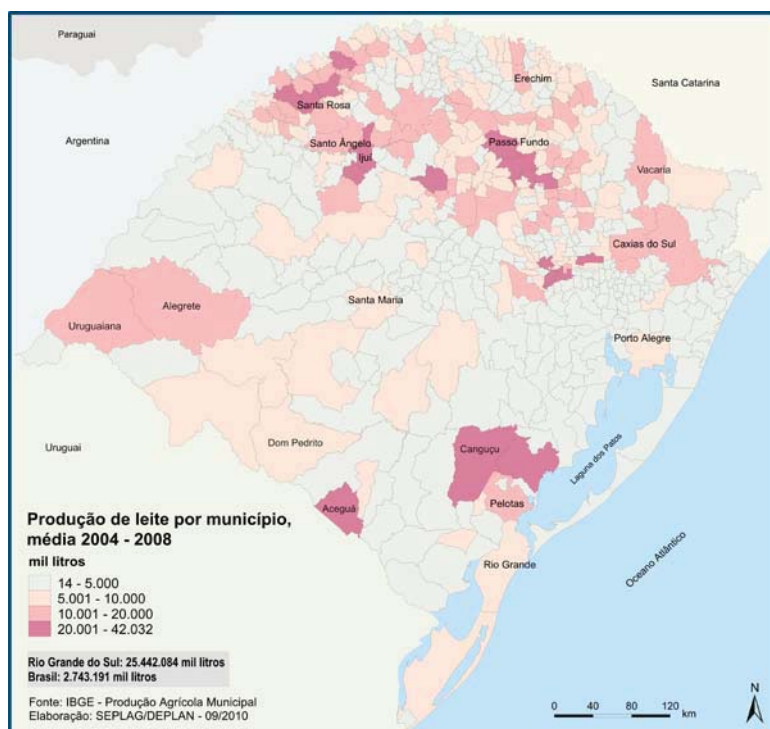 Paraguai
Argentina
Santa Catarina
Erechim
Santa Rosa
Santo Ângelo
Ijuí
Passo Fundo
Vacaria
Caxias do Sul
Alegrete
Uruguaiana
Santa Maria
Porto Alegre
Uruguai
Dom Pedrito
Canguçu
Laguna dos Patos
Aceguá
Pelotas
Rio Grande
Oceano Atlântico
Produção de leite por município,
média 2004 - 2008
mil litros
14 - 5.000
5.001 - 10.000
10.001 - 20.000
20.001 - 42.032
Rio Grande do Sul: 25.442.084 mil litros
Brasil: 2.743.191 mil litros
Fonte: IBGE - Produção Agrícola Municipal
Elaboração: SEPLAG/DEPLAN - 09/2010
0 40 80 120
km
N